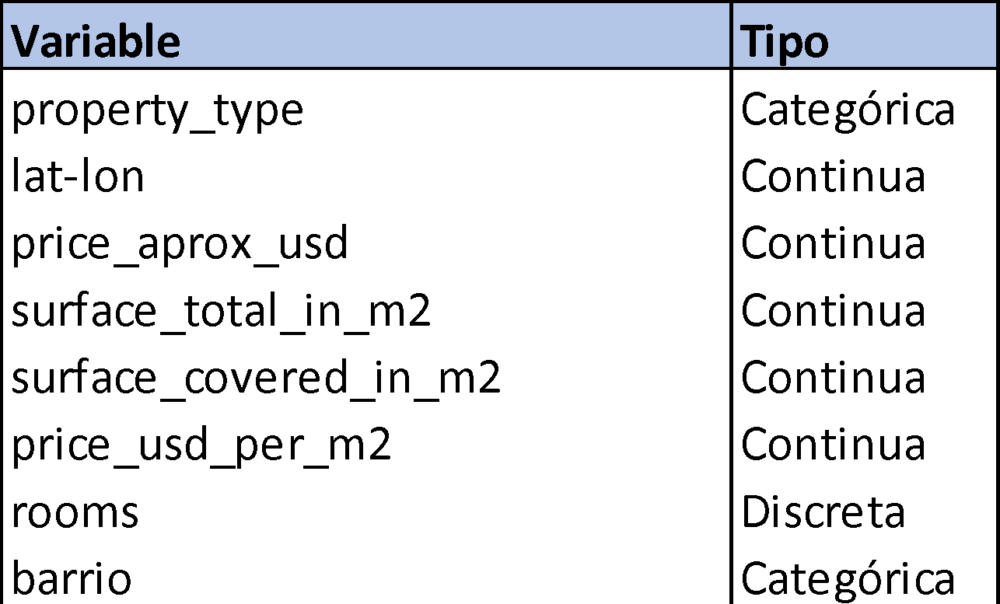 Variable Tipo
property_type Categórica
lat-lon Continua
price_aprox_usd Continua
surface_total_in_m2 Continua
surface_covered_in_m2 Continua
price_usd_per_m2 Continua
rooms Discreta
barrio Categórica